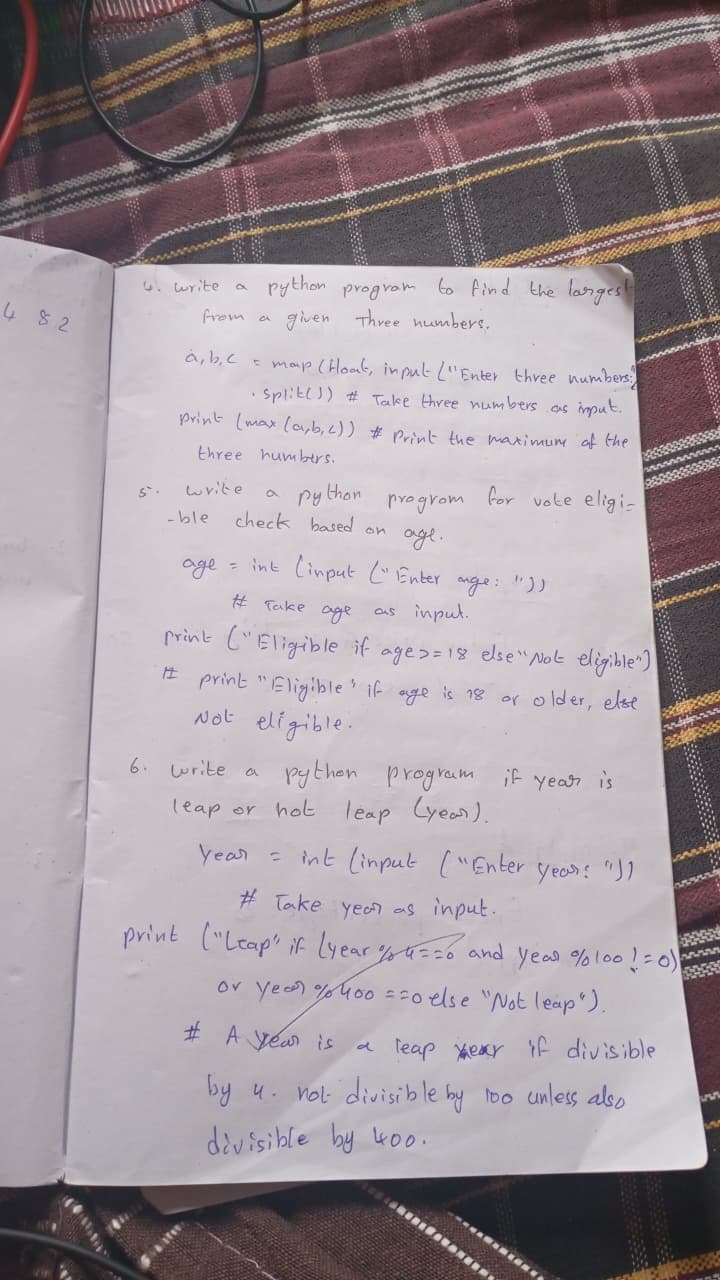 4 8 2
4. write a python program to find the largest
from a given Three numbers.
a,b,c = map (float, input ("Enter three numbers:
.split()) # Take three numbers as input.
print (max (a,b,c)) # Print the maximum of the
three numbers.
5. write a python program for vote eligi-
-ble check based on age.
age = int (input ("Enter age: "))
# Take age as input.
print ("Eligible if age >= 18 else "Not eligible")
# print "Eligible" if age is 18 or older, else
Not eligible.
6. write a python program if year is
leap or not leap (year).
Year = int (input ("Enter year: "))
# Take year as input.
print ("Leap" if (year % 4 == 0 and year % 100 != 0)
or year % 400 == 0 else "Not leap").
# A year is a leap year if divisible
by 4. not divisible by 100 unless also
divisible by 400.